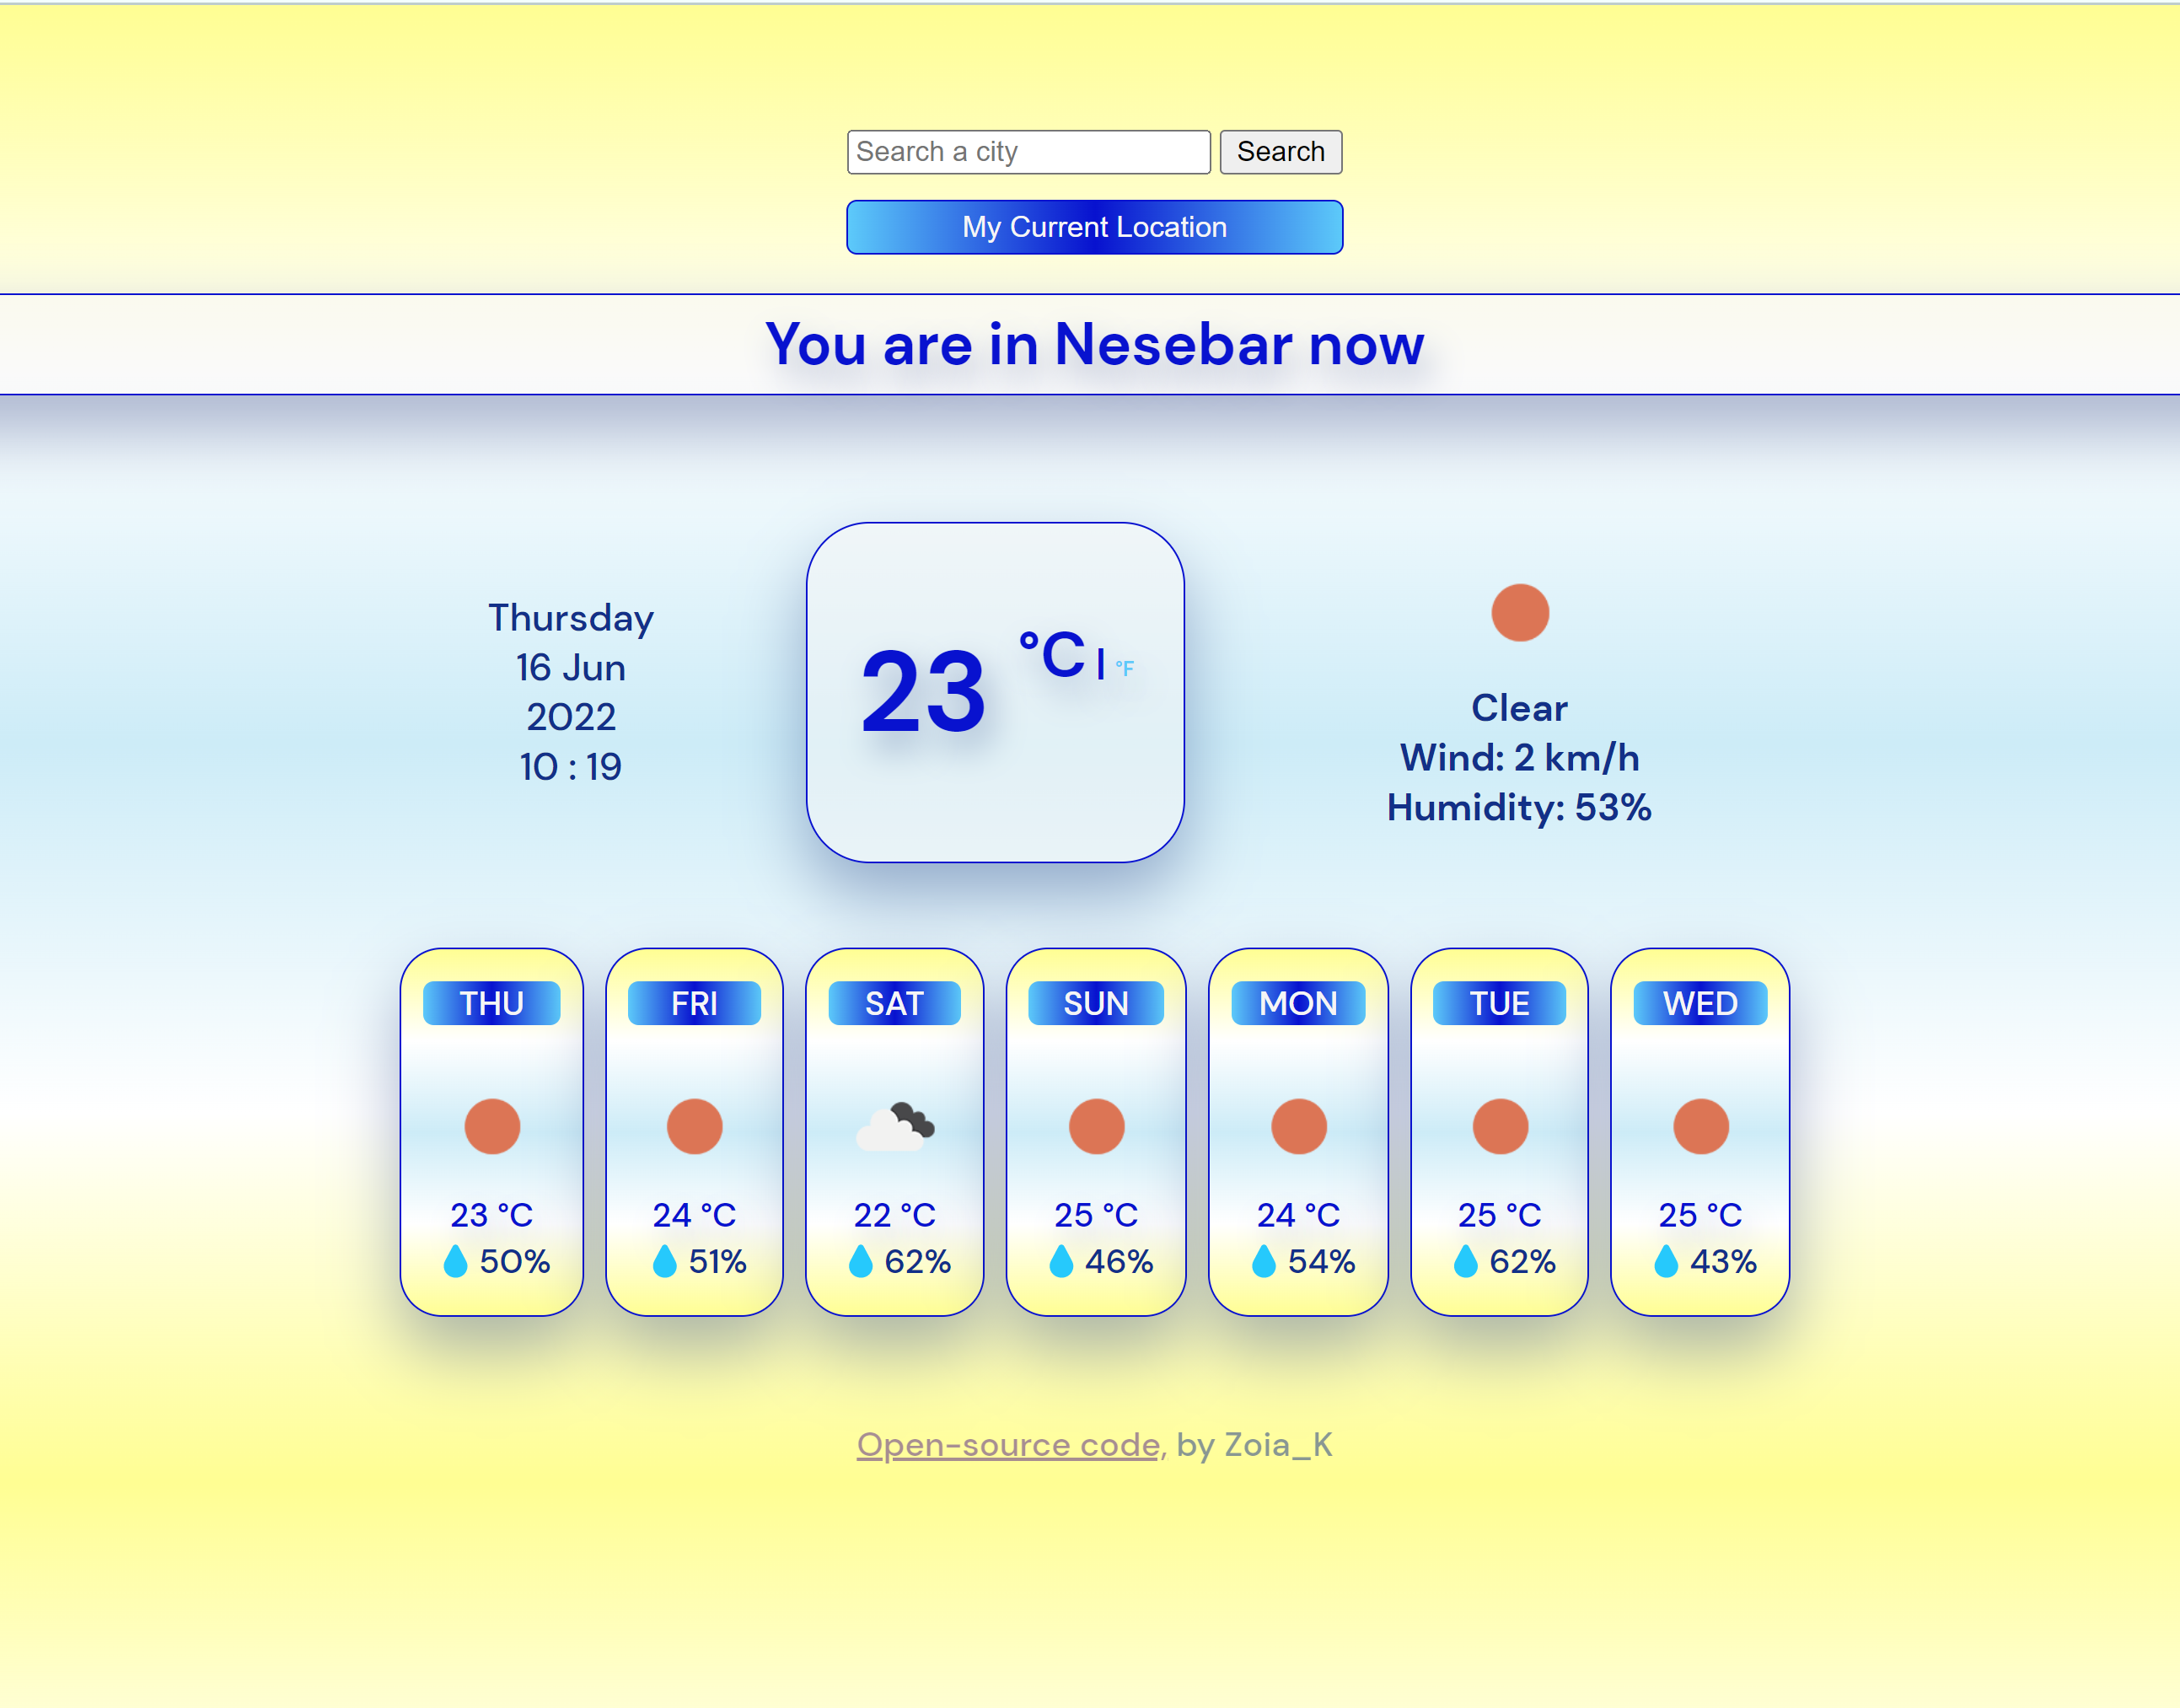 Search a city Search
My Current Location
You are in Nesebar now
Thursday
16 Jun
2022
10 : 19
23 °C | °F
Clear
Wind: 2 km/h
Humidity: 53%
THU
23 °C
50%
FRI
24 °C
51%
SAT
22 °C
62%
SUN
25 °C
46%
MON
24 °C
54%
TUE
25 °C
62%
WED
25 °C
43%
Open-source code, by Zoia_K